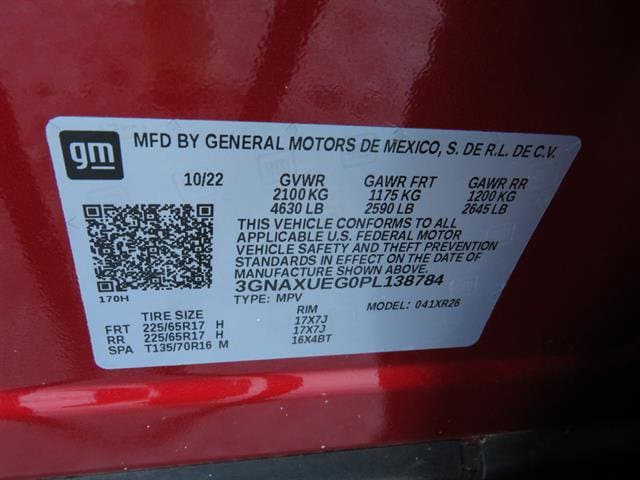 gm
MFD BY GENERAL MOTORS DE MEXICO, S. DE R.L. DE C.V.
10/22 GVWR GAWR FRT GAWR RR
2100 KG 1175 KG 1200 KG
4630 LB 2590 LB 2645 LB
THIS VEHICLE CONFORMS TO ALL
APPLICABLE U.S. FEDERAL MOTOR
VEHICLE SAFETY AND THEFT PREVENTION
STANDARDS IN EFFECT ON THE DATE OF
MANUFACTURE SHOWN ABOVE.
3GNAXUEG0PL138784
170H
TYPE: MPV MODEL: 041XR26
TIRE SIZE RIM
FRT 225/65R17 H 17X7J
RR 225/65R17 H 17X7J
SPA T135/70R16 M 16X4BT